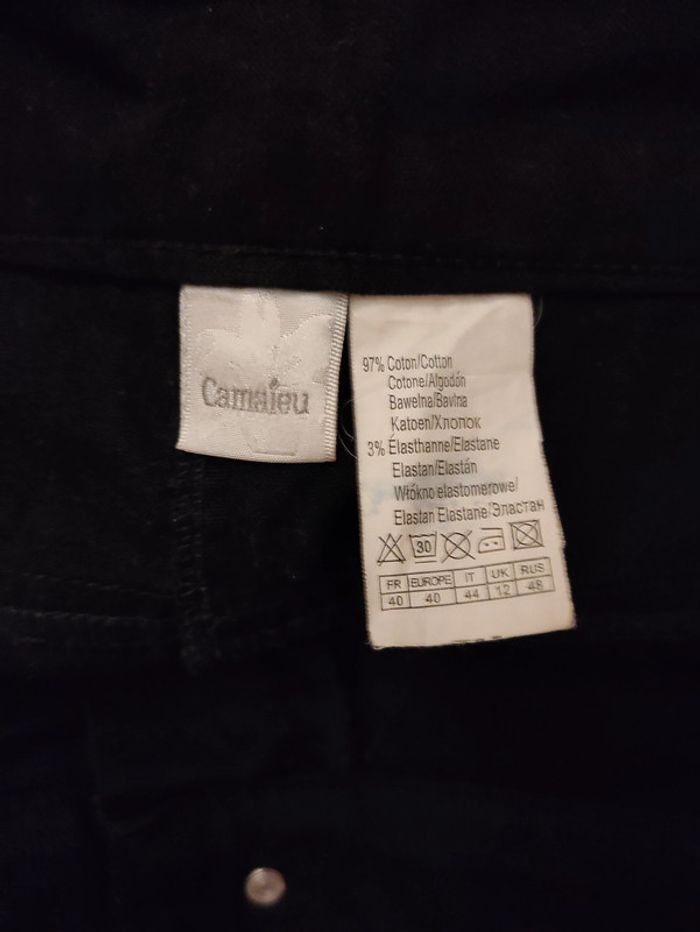 Camaïeu
97% Coton/Cotton
Cotone/Algodón
Bawełna/Bavlna
Katoen/Хлопок
3% Élasthanne/Elastane
Elastan/Elastán
Włókno elastomerowe/
Elastan Elastane/Эластан
30
FR EUROPE IT UK RUS
40 40 44 12 48